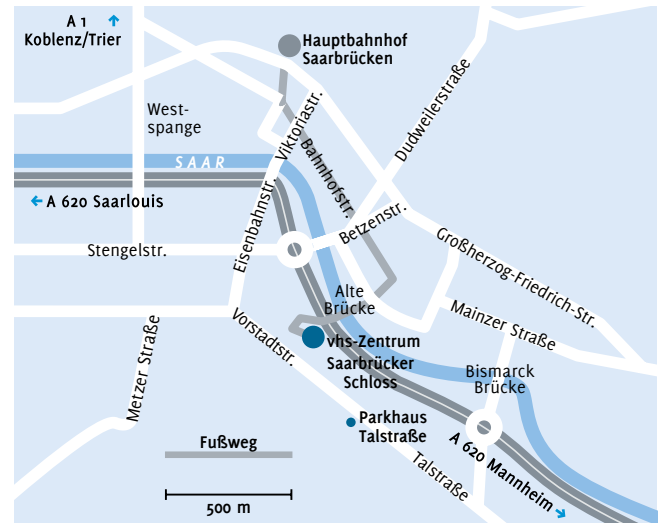 A 1
Koblenz/Trier
Hauptbahnhof
Saarbrücken
West-
spange
Viktoriastr.
Dudweilerstraße
Bahnhofstr.
SAAR
A 620 Saarlouis
Eisenbahnstr.
Betzenstr.
Stengelstr.
Großherzog-Friedrich-Str.
Alte
Brücke
Mainzer Straße
Vorstadtstr.
Metzer Straße
vhs-Zentrum
Saarbrücker
Schloss
Bismarck
Brücke
Parkhaus
Talstraße
Fußweg
A 620 Mannheim
Talstraße
500 m